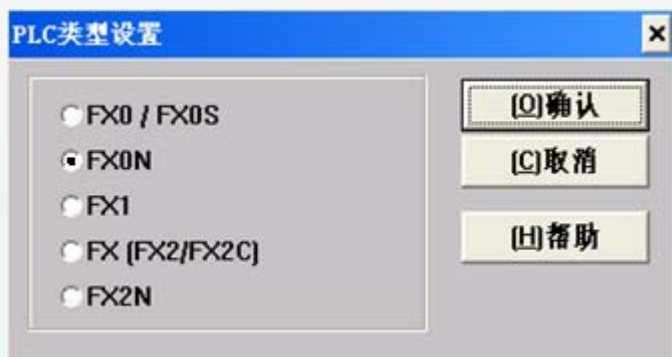 PLC类型设置
FX0 / FX0S
FX0N
FX1
FX (FX2/FX2C)
FX2N
(O)确认
(C)取消
(H)帮助